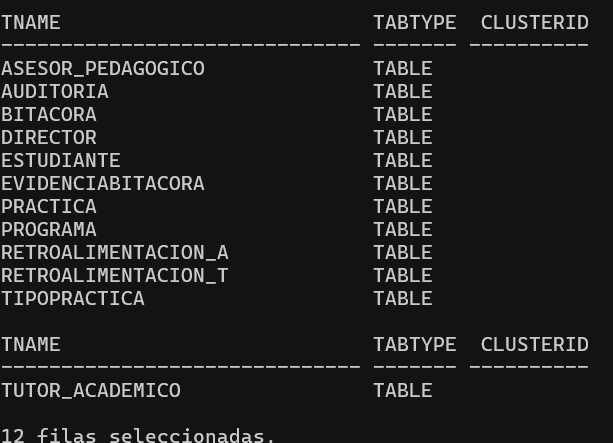 TNAME                          TABTYPE  CLUSTERID
------------------------------ ------- ----------
ASESOR_PEDAGOGICO              TABLE
AUDITORIA                      TABLE
BITACORA                       TABLE
DIRECTOR                       TABLE
ESTUDIANTE                     TABLE
EVIDENCIABITACORA              TABLE
PRACTICA                       TABLE
PROGRAMA                       TABLE
RETROALIMENTACION_A            TABLE
RETROALIMENTACION_T            TABLE
TIPOPRACTICA                   TABLE

TNAME                          TABTYPE  CLUSTERID
------------------------------ ------- ----------
TUTOR_ACADEMICO                TABLE

12 filas seleccionadas.